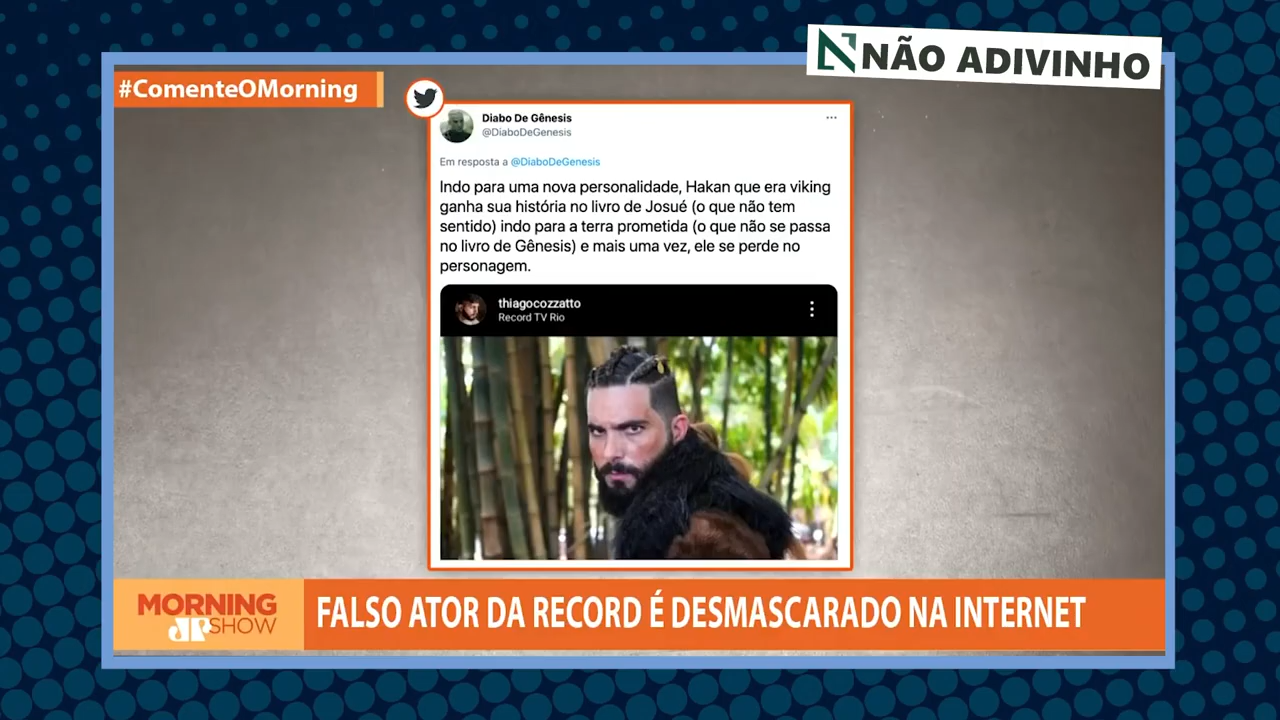 NÃO ADIVINHO
#ComenteOMorning
Diabo De Gênesis
@DiaboDeGenesis
Em resposta a @DiaboDeGenesis
Indo para uma nova personalidade, Hakan que era viking
ganha sua história no livro de Josué (o que não tem
sentido) indo para a terra prometida (o que não se passa
no livro de Gênesis) e mais uma vez, ele se perde no
personagem.
thiagocozzatto
Record TV Rio
MORNING
JP SHOW
FALSO ATOR DA RECORD É DESMASCARADO NA INTERNET